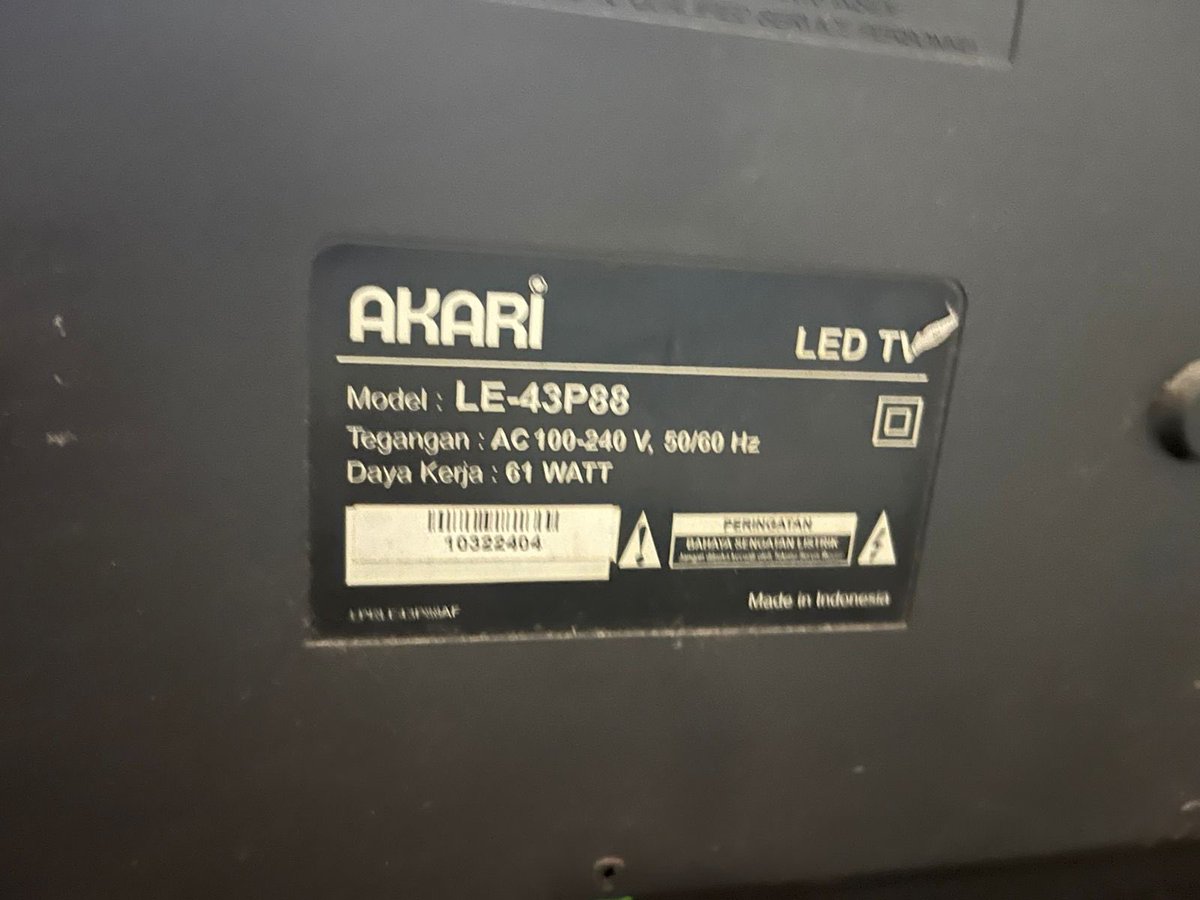 AKARI
LED TV
Model : LE-43P88
Tegangan : AC 100-240 V, 50/60 Hz
Daya Kerja : 61 WATT
10322404
PERINGATAN
BAHAYA SENGATAN LISTRIK
Made in Indonesia